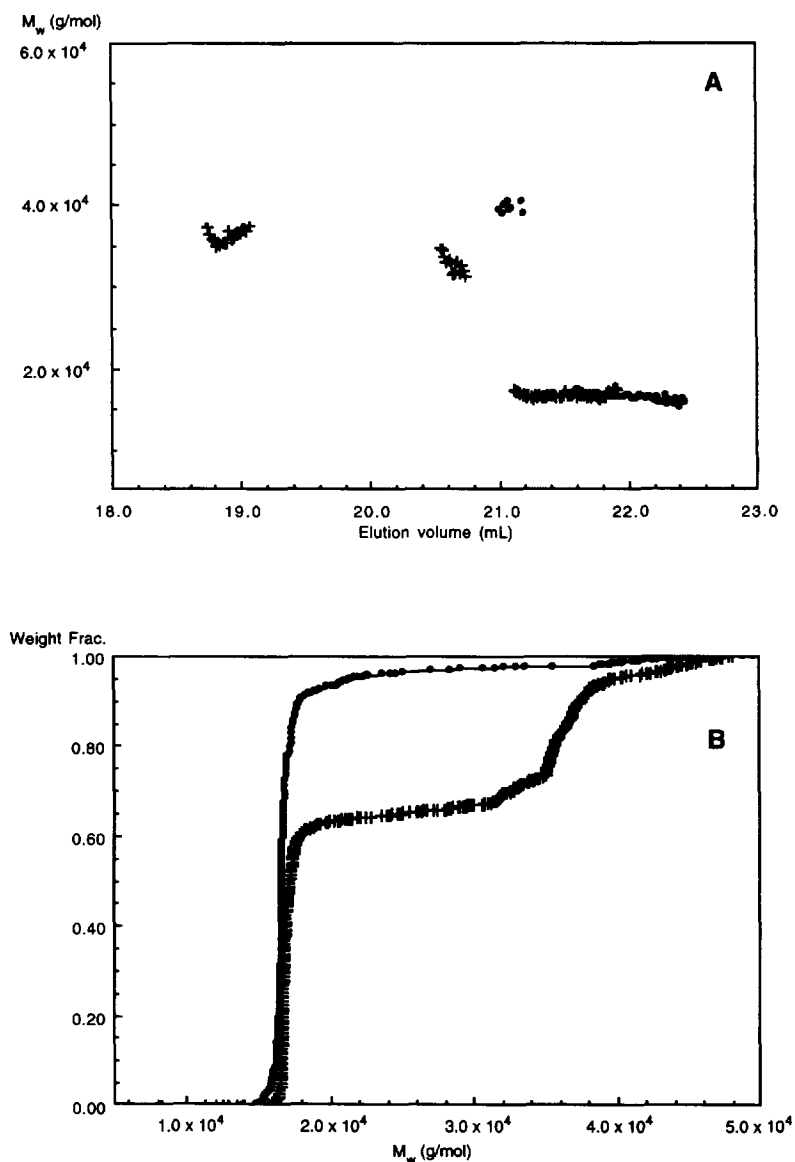 M_w (g/mol)
6.0 x 10^4
A
4.0 x 10^4
2.0 x 10^4
18.0 19.0 20.0 21.0 22.0 23.0
Elution volume (mL)
Weight Frac.
1.00
0.80
B
0.60
0.40
0.20
0.00
1.0 x 10^4 2.0 x 10^4 3.0 x 10^4 4.0 x 10^4 5.0 x 10^4
M_w (g/mol)